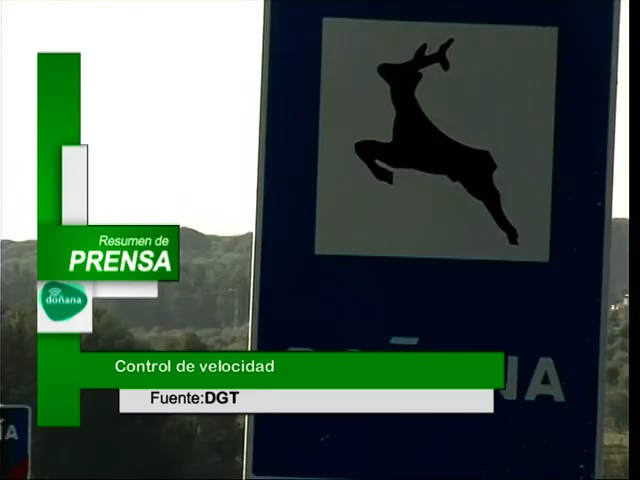 Resumen de
PRENSA
doñana
Control de velocidad
Fuente:DGT